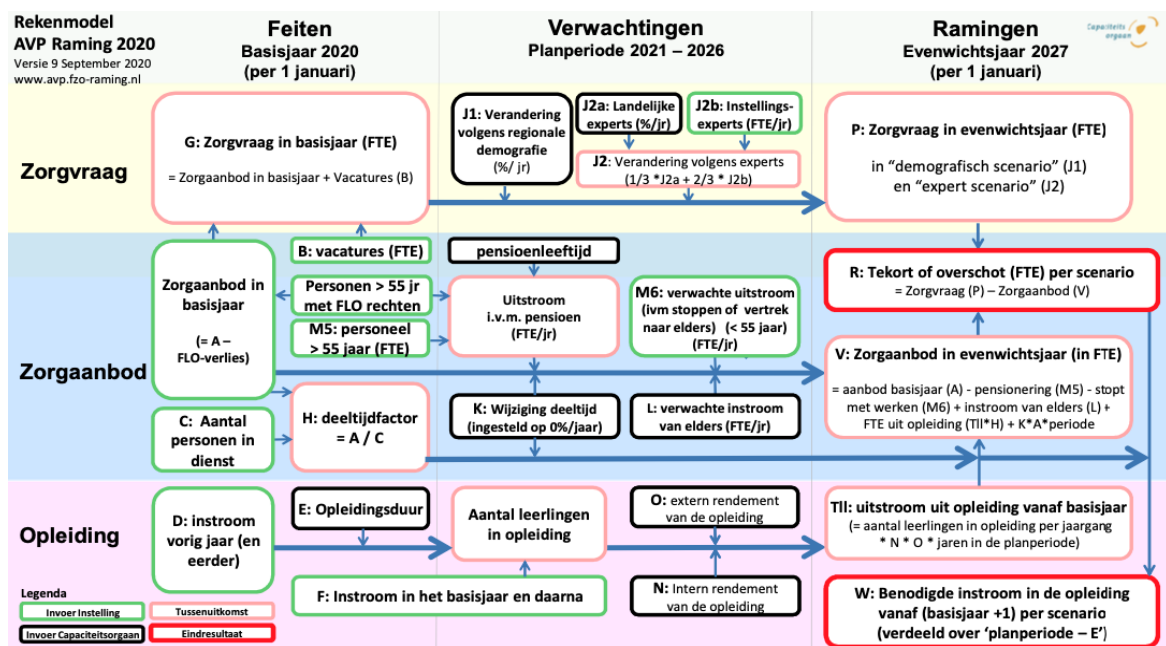 Rekenmodel
AVP Raming 2020
Versie 9 September 2020
www.avp.fzo-raming.nl
Feiten
Basisjaar 2020
(per 1 januari)
Verwachtingen
Planperiode 2021 – 2026
Ramingen
Evenwichtsjaar 2027
(per 1 januari)
Capaciteits
orgaan
Zorgvraag
G: Zorgvraag in basisjaar (FTE)
= Zorgaanbod in basisjaar + Vacatures (B)
J1: Verandering
volgens regionale
demografie
(%/ jr)
J2a: Landelijke
experts (%/jr)
J2b: Instellings-
experts (FTE/jr)
J2: Verandering volgens experts
(1/3 *J2a + 2/3 * J2b)
P: Zorgvraag in evenwichtsjaar (FTE)
in “demografisch scenario” (J1)
en “expert scenario” (J2)
Zorgaanbod
Zorgaanbod in
basisjaar
(= A –
FLO-verlies)
B: vacatures (FTE)
Personen > 55 jr
met FLO rechten
M5: personeel
> 55 jaar (FTE)
C: Aantal
personen in
dienst
H: deeltijdfactor
= A / C
pensioenleeftijd
Uitstroom
i.v.m. pensioen
(FTE/jr)
M6: verwachte uitstroom
(ivm stoppen of vertrek
naar elders) (< 55 jaar)
(FTE/jr)
K: Wijziging deeltijd
(ingesteld op 0%/jaar)
L: verwachte instroom
van elders (FTE/jr)
R: Tekort of overschot (FTE) per scenario
= Zorgvraag (P) – Zorgaanbod (V)
V: Zorgaanbod in evenwichtsjaar (in FTE)
= aanbod basisjaar (A) - pensionering (M5) - stopt
met werken (M6) + instroom van elders (L) +
FTE uit opleiding (Tll*H) + K*A*periode
Opleiding
D: instroom
vorig jaar (en
eerder)
E: Opleidingsduur
Aantal leerlingen
in opleiding
F: Instroom in het basisjaar en daarna
O: extern rendement
van de opleiding
N: Intern rendement
van de opleiding
Tll: uitstroom uit opleiding vanaf basisjaar
(= aantal leerlingen in opleiding per jaargang
* N * O * jaren in de planperiode)
W: Benodigde instroom in de opleiding
vanaf (basisjaar +1) per scenario
(verdeeld over ‘planperiode – E’)
Legenda
Invoer Instelling
Tussenuitkomst
Invoer Capaciteitsorgaan
Eindresultaat